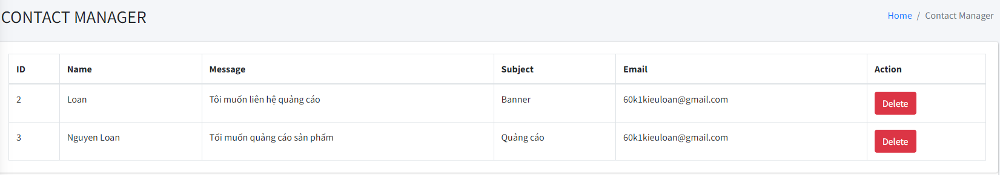 CONTACT MANAGER
Home / Contact Manager
ID Name Message Subject Email Action
2 Loan Tôi muốn liên hệ quảng cáo Banner 60k1kieuloan@gmail.com Delete
3 Nguyen Loan Tối muốn quảng cáo sản phẩm Quảng cáo 60k1kieuloan@gmail.com Delete